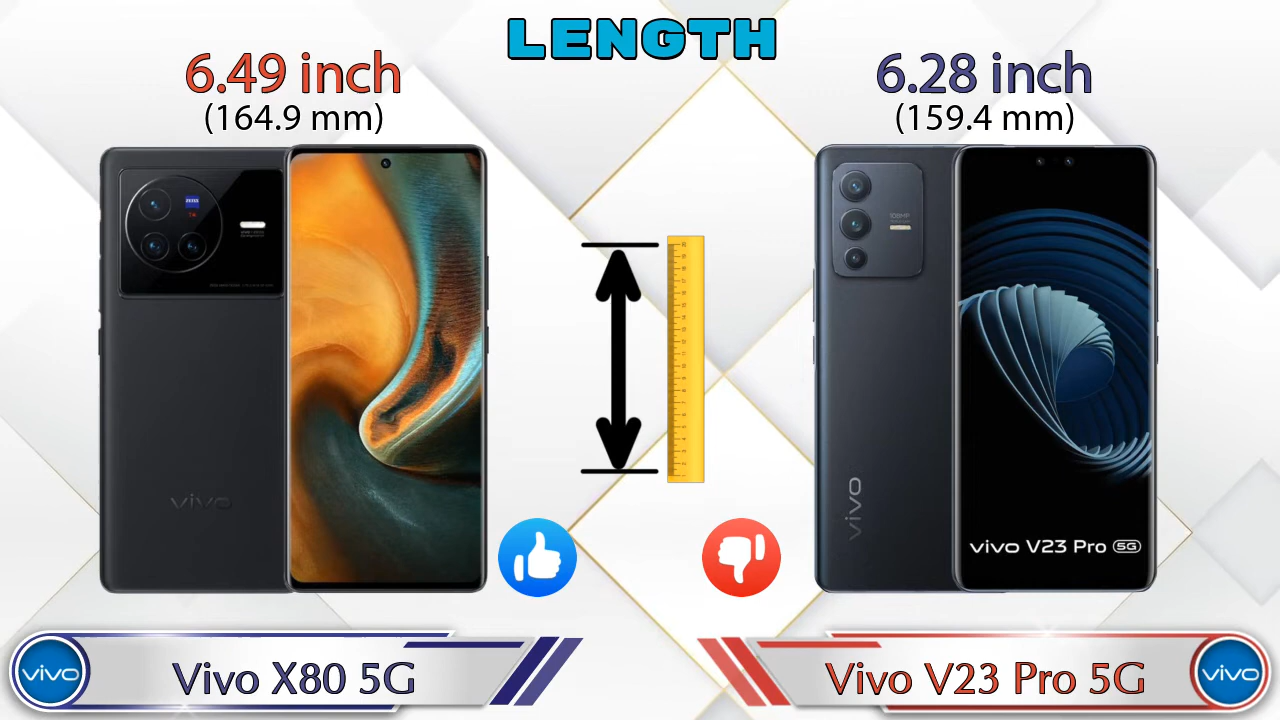 LENGTH
6.49 inch
(164.9 mm)
6.28 inch
(159.4 mm)
ZEISS
108MP
vivo
vivo
vivo V23 Pro 5G
vivo
Vivo X80 5G
Vivo V23 Pro 5G
vivo